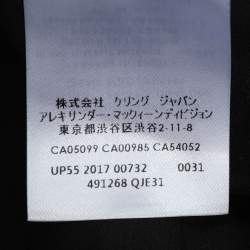 株式会社 ケリング ジャパン
アレキサンダー・マックィーンディビジョン
東京都渋谷区渋谷2-11-8
CA05099 CA00985 CA54052
UP55 2017 00732 0031
491268 QJE31